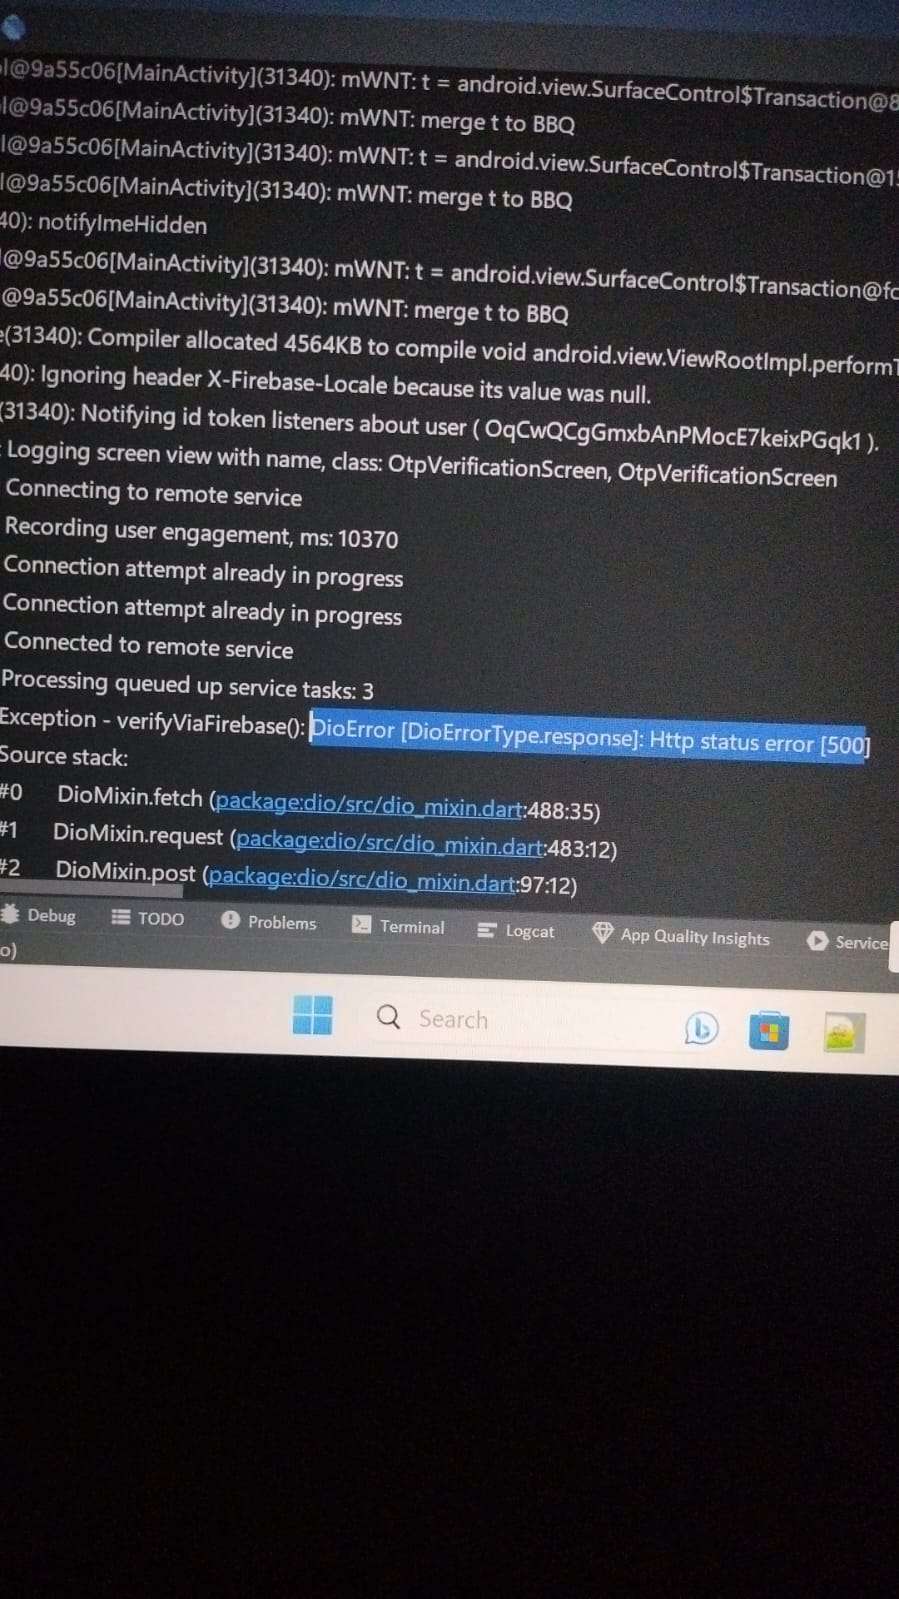 l@9a55c06[MainActivity](31340): mWNT: t = android.view.SurfaceControl$Transaction@8
l@9a55c06[MainActivity](31340): mWNT: merge t to BBQ
l@9a55c06[MainActivity](31340): mWNT: t = android.view.SurfaceControl$Transaction@15
l@9a55c06[MainActivity](31340): mWNT: merge t to BBQ
40): notifyImeHidden
@9a55c06[MainActivity](31340): mWNT: t = android.view.SurfaceControl$Transaction@fc
@9a55c06[MainActivity](31340): mWNT: merge t to BBQ
e(31340): Compiler allocated 4564KB to compile void android.view.ViewRootImpl.performT
40): Ignoring header X-Firebase-Locale because its value was null.
(31340): Notifying id token listeners about user ( OqCwQCgGmxbAnPMocE7keixPGqk1 ).
: Logging screen view with name, class: OtpVerificationScreen, OtpVerificationScreen
Connecting to remote service
Recording user engagement, ms: 10370
Connection attempt already in progress
Connection attempt already in progress
Connected to remote service
Processing queued up service tasks: 3
Exception - verifyViaFirebase(): DioError [DioErrorType.response]: Http status error [500]
Source stack:
#0 DioMixin.fetch (package:dio/src/dio_mixin.dart:488:35)
#1 DioMixin.request (package:dio/src/dio_mixin.dart:483:12)
#2 DioMixin.post (package:dio/src/dio_mixin.dart:97:12)
Debug TODO Problems Terminal Logcat App Quality Insights Service
o)
Search